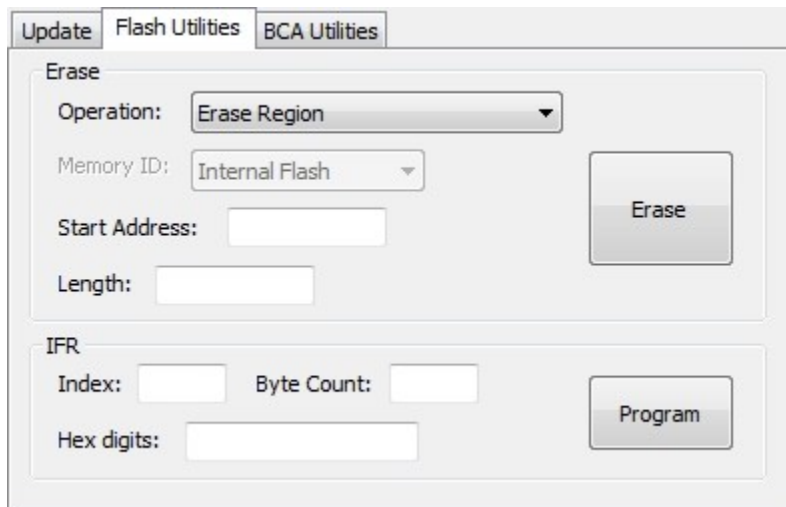 Update Flash Utilities BCA Utilities
Erase
Operation: Erase Region
Memory ID: Internal Flash
Erase
Start Address:
Length:
IFR
Index: Byte Count:
Program
Hex digits: